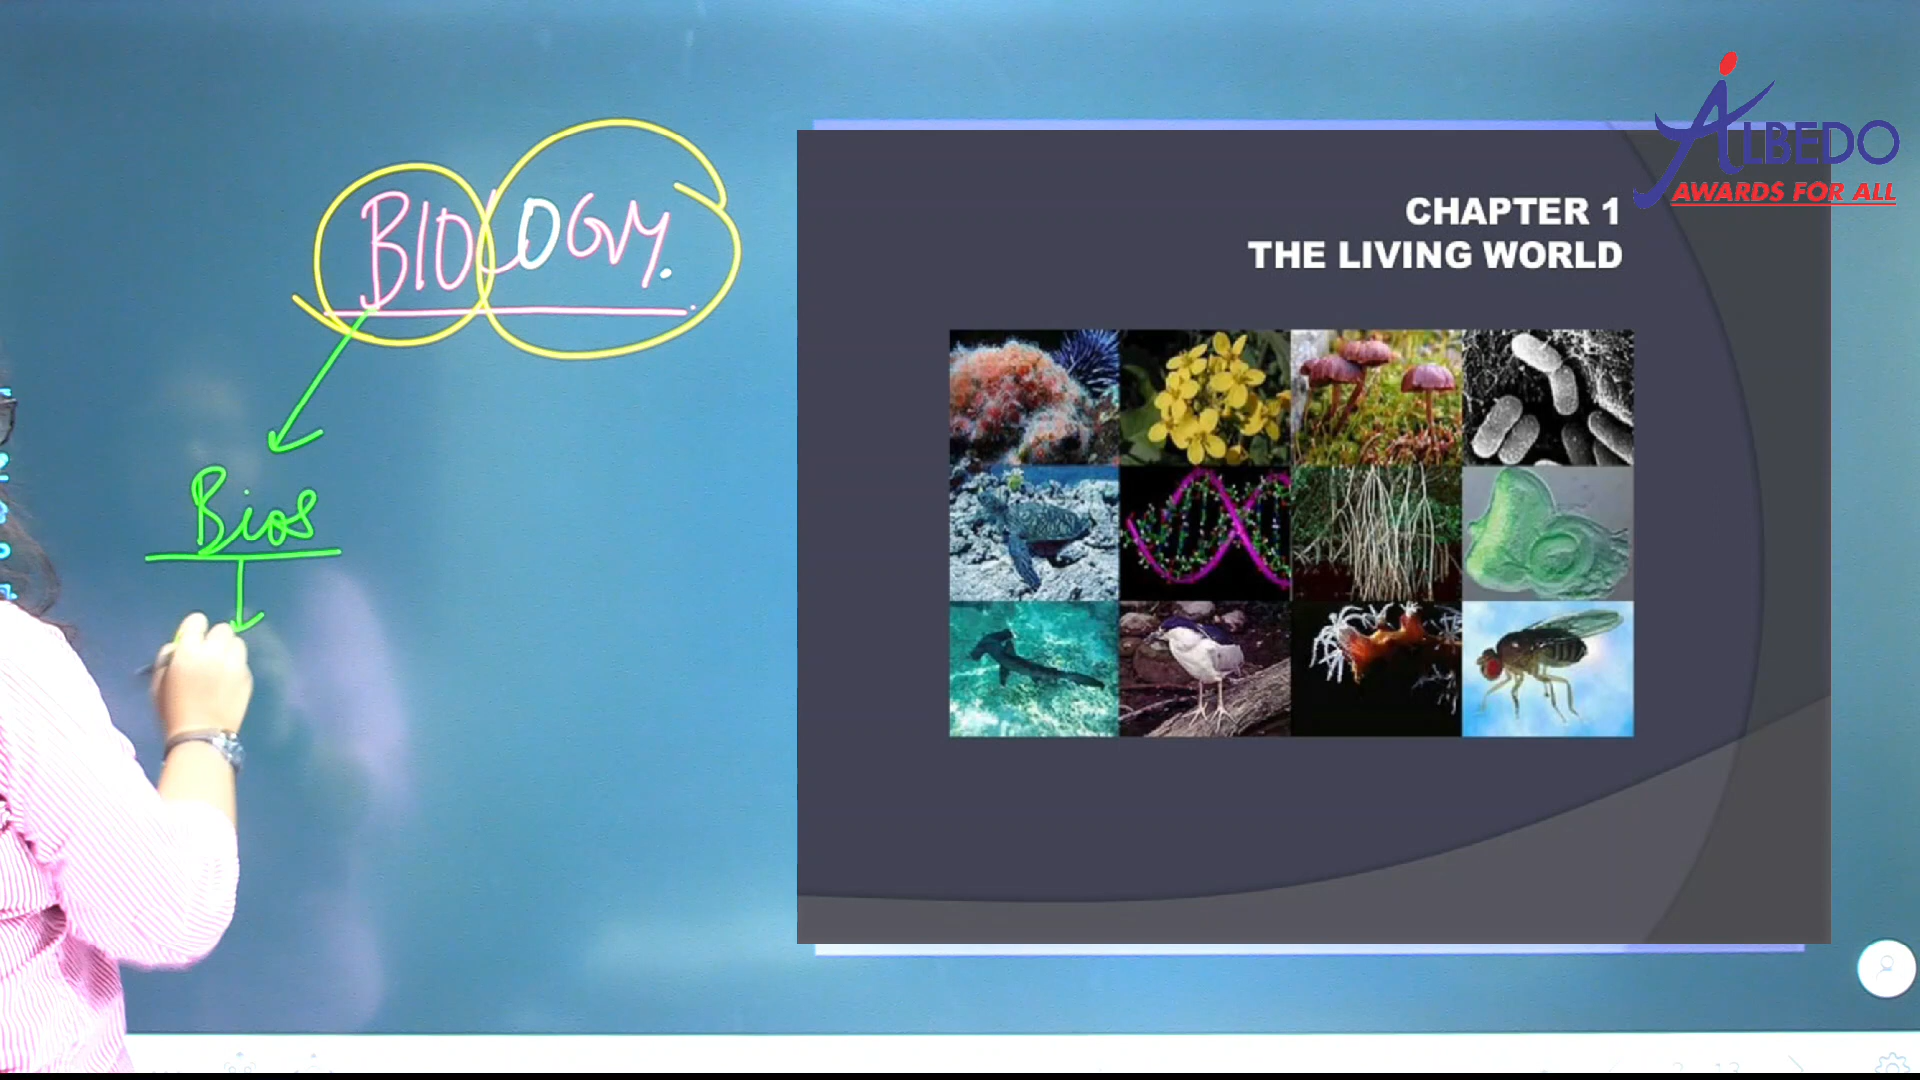 BIOLOGY.
Bios
CHAPTER 1
THE LIVING WORLD
ALBEDO
AWARDS FOR ALL